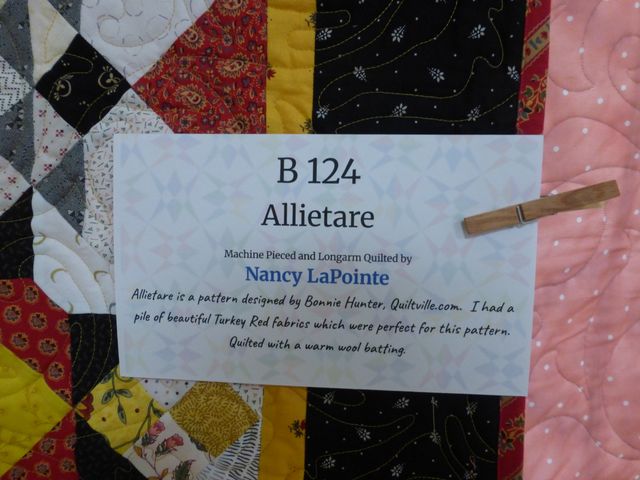 B 124
Allietare
Machine Pieced and Longarm Quilted by
Nancy LaPointe
Allietare is a pattern designed by Bonnie Hunter, Quiltville.com. I had a
pile of beautiful Turkey Red fabrics which were perfect for this pattern.
Quilted with a warm wool batting.